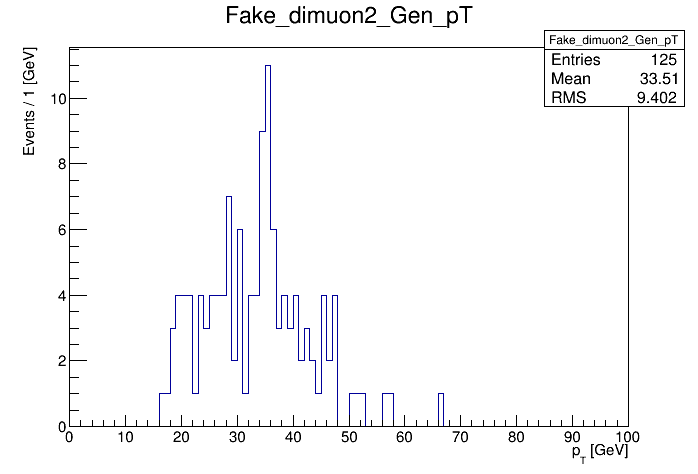 Fake_dimuon2_Gen_pT
Fake_dimuon2_Gen_pT
Entries 125
Mean 33.51
RMS 9.402
Events / 1 [GeV]
10
8
6
4
2
0
0 10 20 30 40 50 60 70 80 90 100
p_T [GeV]